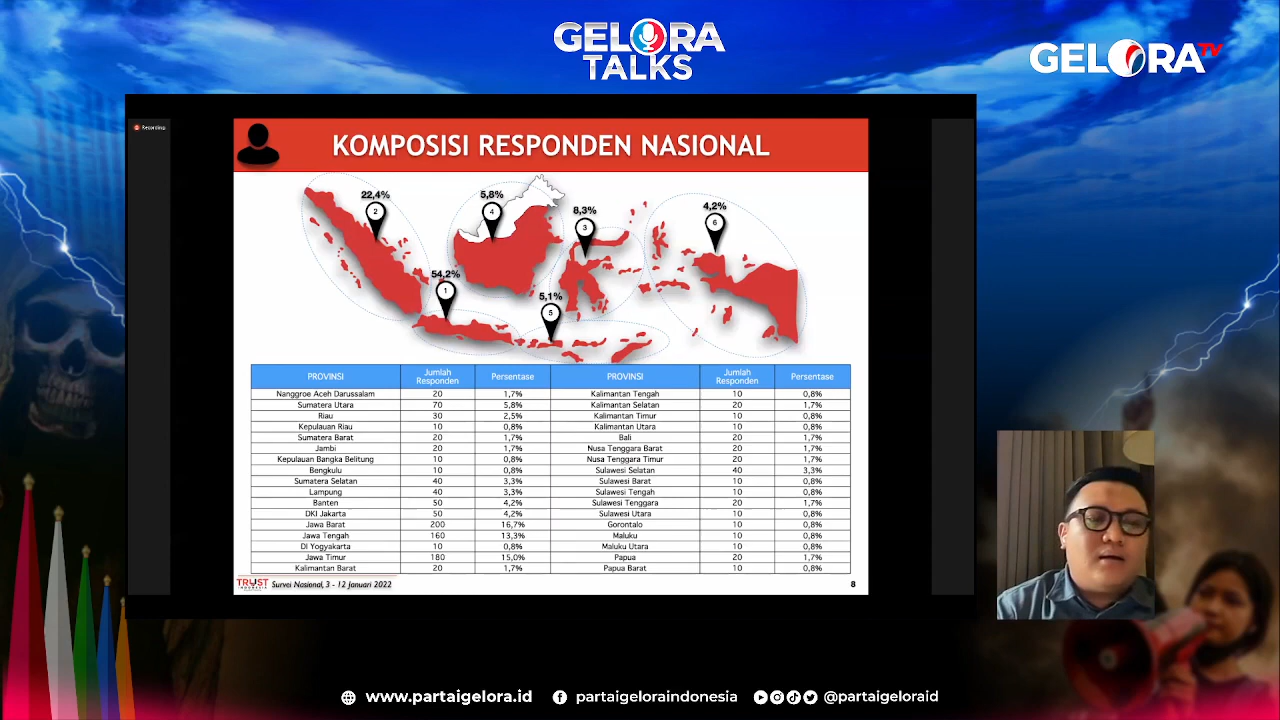 GELORA
TALKS
GELORA TV
Recording
KOMPOSISI RESPONDEN NASIONAL
22,4%
2
5,8%
4
8,3%
3
4,2%
6
54,2%
1
5,1%
5
PROVINSI Jumlah Responden Persentase PROVINSI Jumlah Responden Persentase
Nanggroe Aceh Darussalam 20 1,7% Kalimantan Tengah 10 0,8%
Sumatera Utara 70 5,8% Kalimantan Selatan 20 1,7%
Riau 30 2,5% Kalimantan Timur 10 0,8%
Kepulauan Riau 10 0,8% Kalimantan Utara 10 0,8%
Sumatera Barat 20 1,7% Bali 20 1,7%
Jambi 20 1,7% Nusa Tenggara Barat 20 1,7%
Kepulauan Bangka Belitung 10 0,8% Nusa Tenggara Timur 20 1,7%
Bengkulu 10 0,8% Sulawesi Selatan 40 3,3%
Sumatera Selatan 40 3,3% Sulawesi Barat 10 0,8%
Lampung 40 3,3% Sulawesi Tengah 10 0,8%
Banten 50 4,2% Sulawesi Tenggara 20 1,7%
DKI Jakarta 50 4,2% Sulawesi Utara 10 0,8%
Jawa Barat 200 16,7% Gorontalo 10 0,8%
Jawa Tengah 160 13,3% Maluku 10 0,8%
DI Yogyakarta 10 0,8% Maluku Utara 10 0,8%
Jawa Timur 180 15,0% Papua 20 1,7%
Kalimantan Barat 20 1,7% Papua Barat 10 0,8%
TRUST INDONESIA Survei Nasional, 3 - 12 Januari 2022 8
www.partaigelora.id partaigeloraindonesia @partaigeloraid